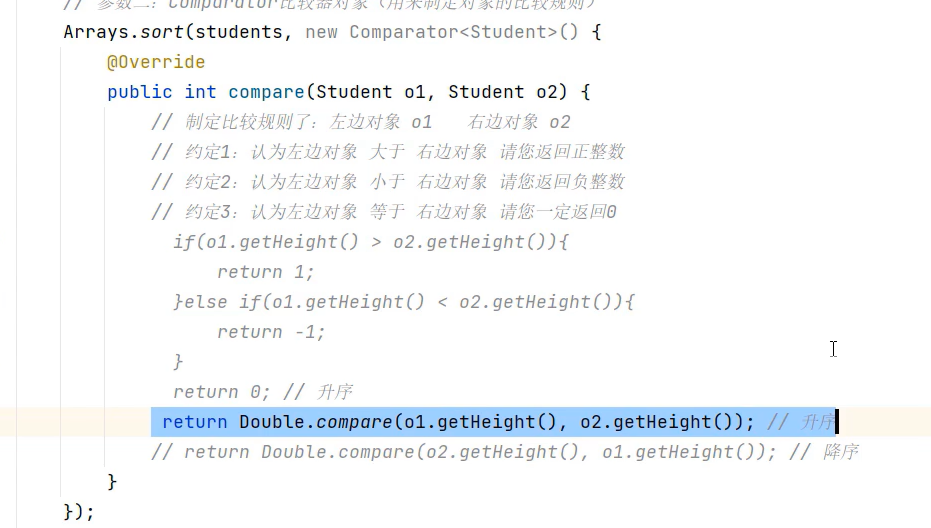 // 参数二：Comparator比较器对象（用来制定对象的比较规则）
Arrays.sort(students, new Comparator<Student>() {
@Override
public int compare(Student o1, Student o2) {
// 制定比较规则了：左边对象 o1 右边对象 o2
// 约定1：认为左边对象 大于 右边对象 请您返回正整数
// 约定2：认为左边对象 小于 右边对象 请您返回负整数
// 约定3：认为左边对象 等于 右边对象 请您一定返回0
if(o1.getHeight() > o2.getHeight()){
return 1;
}else if(o1.getHeight() < o2.getHeight()){
return -1;
}
return 0; // 升序
return Double.compare(o1.getHeight(), o2.getHeight()); // 升序
// return Double.compare(o2.getHeight(), o1.getHeight()); // 降序
}
});